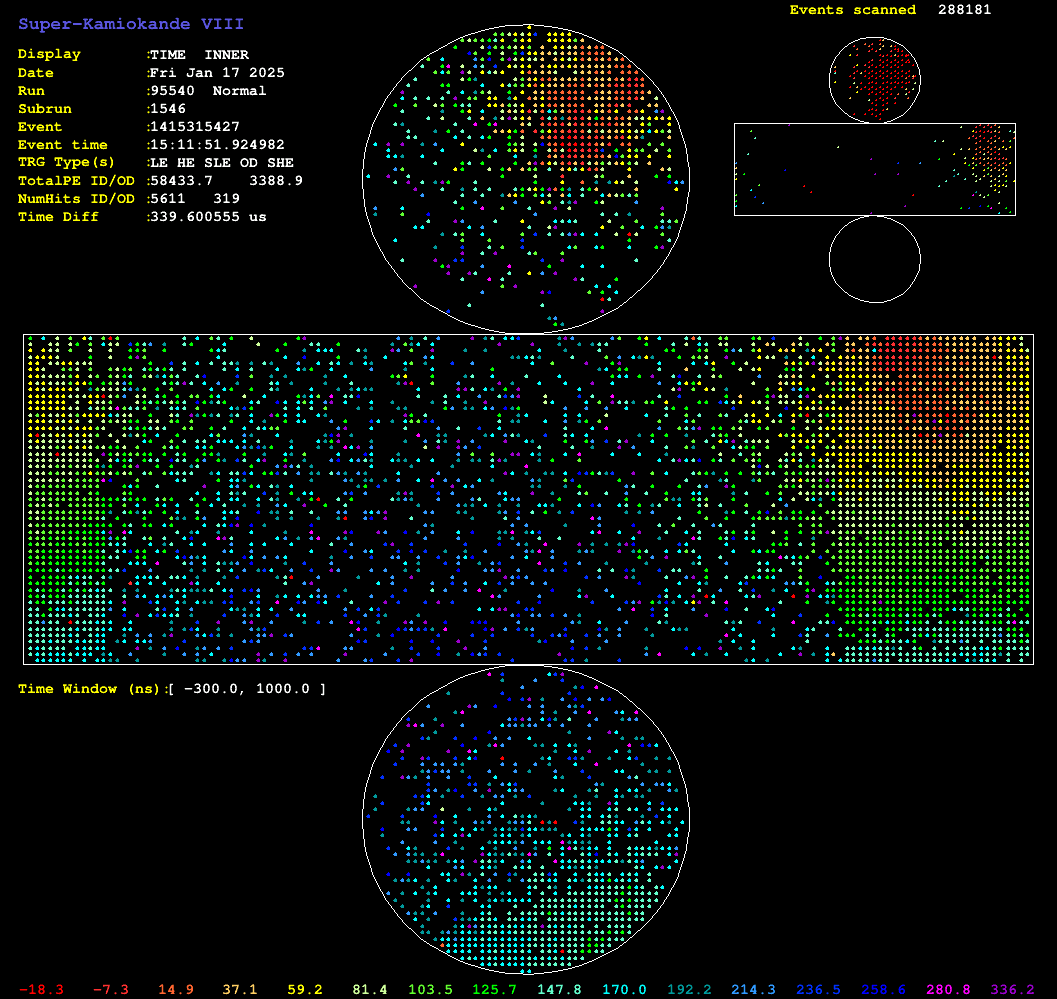 Super-Kamiokande VIII
Events scanned 288181
Display :TIME INNER
Date :Fri Jan 17 2025
Run :95540 Normal
Subrun :1546
Event :1415315427
Event time :15:11:51.924982
TRG Type(s) :LE HE SLE OD SHE
TotalPE ID/OD :58433.7 3388.9
NumHits ID/OD :5611 319
Time Diff :339.600555 us
Time Window (ns):[ -300.0, 1000.0 ]
-18.3 -7.3 14.9 37.1 59.2 81.4 103.5 125.7 147.8 170.0 192.2 214.3 236.5 258.6 280.8 336.2